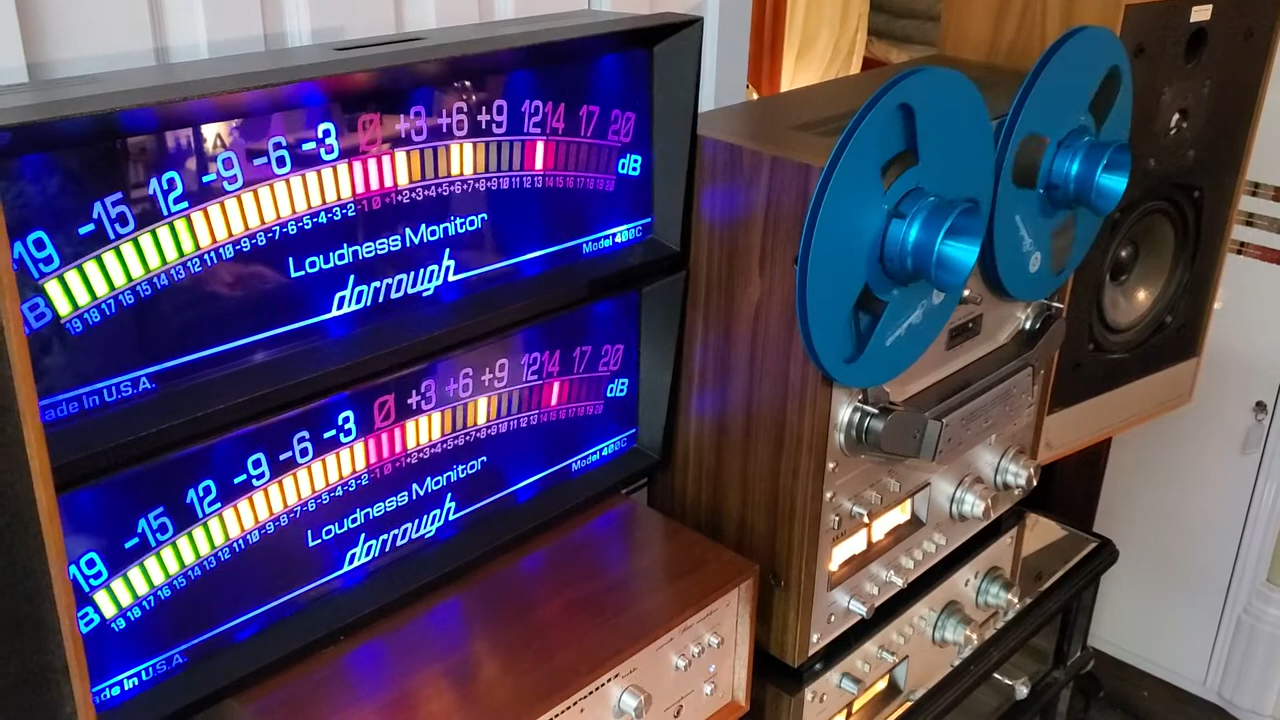 19 -15 12 -9 -6 -3 0 +3 +6 +9 12 14 17 20
dB
19 18 17 16 15 14 13 12 11 10 -9 -8 -7 -6 -5 -4 -3 -2 -1 0 +1 +2 +3 +4 +5 +6 +7 +8 +9 10 11 12 13 14 15 16 17 18 19 20
B
Loudness Monitor
Model 400C
dorrough
ade In U.S.A.
19 -15 12 -9 -6 -3 0 +3 +6 +9 12 14 17 20
dB
19 18 17 16 15 14 13 12 11 10 -9 -8 -7 -6 -5 -4 -3 -2 -1 0 +1 +2 +3 +4 +5 +6 +7 +8 +9 10 11 12 13 14 15 16 17 18 19 20
B
Loudness Monitor
Model 400C
dorrough
ade In U.S.A.
AKAI